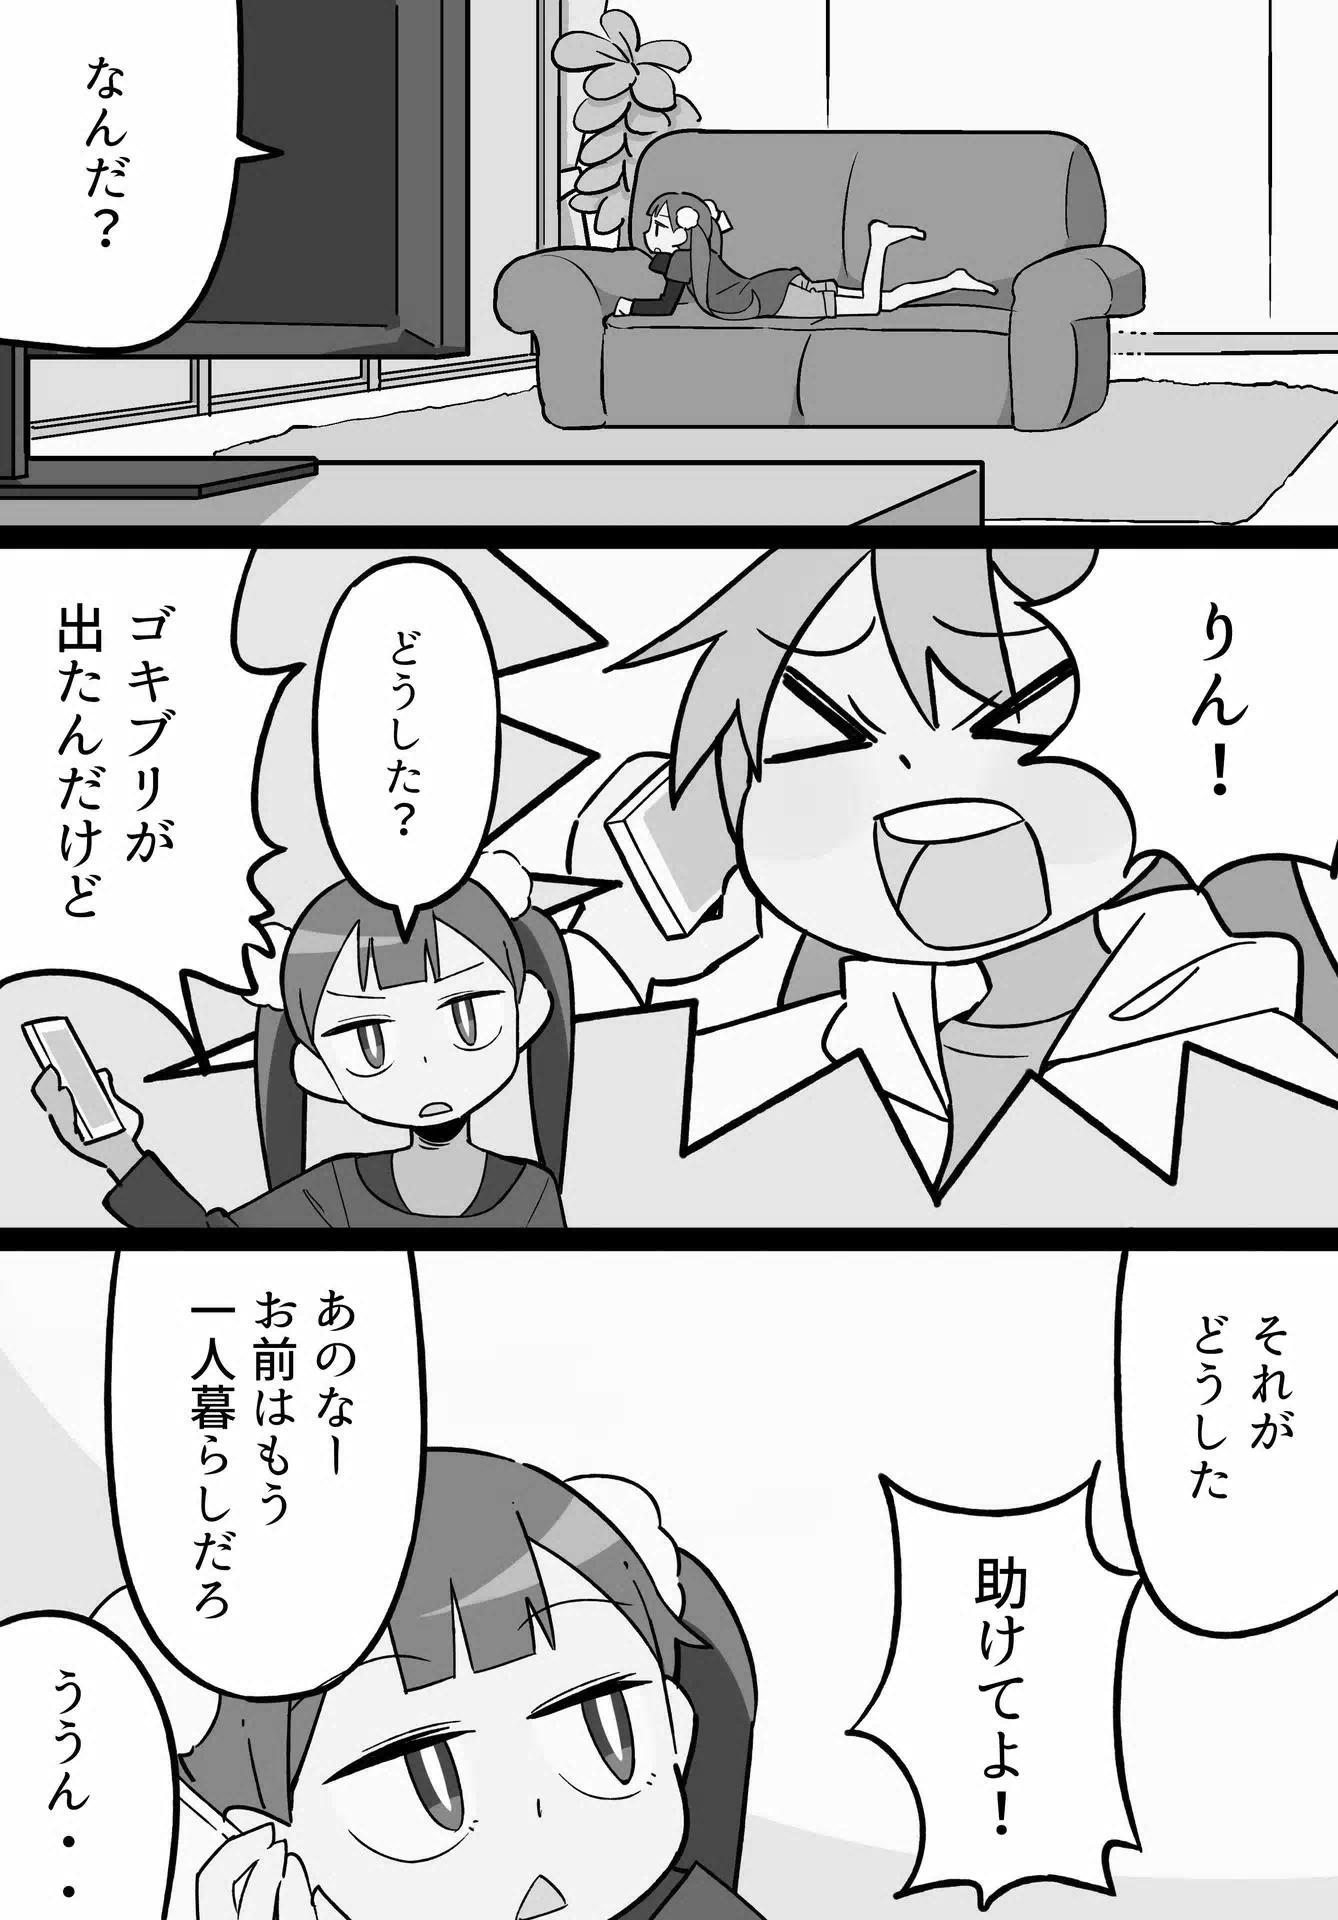 なんだ？
りん！
どうした？
ゴキブリが
出たんだけど
それが
どうした
助けてよ！
あのなー
お前はもう
一人暮らしだろ
ううん・・